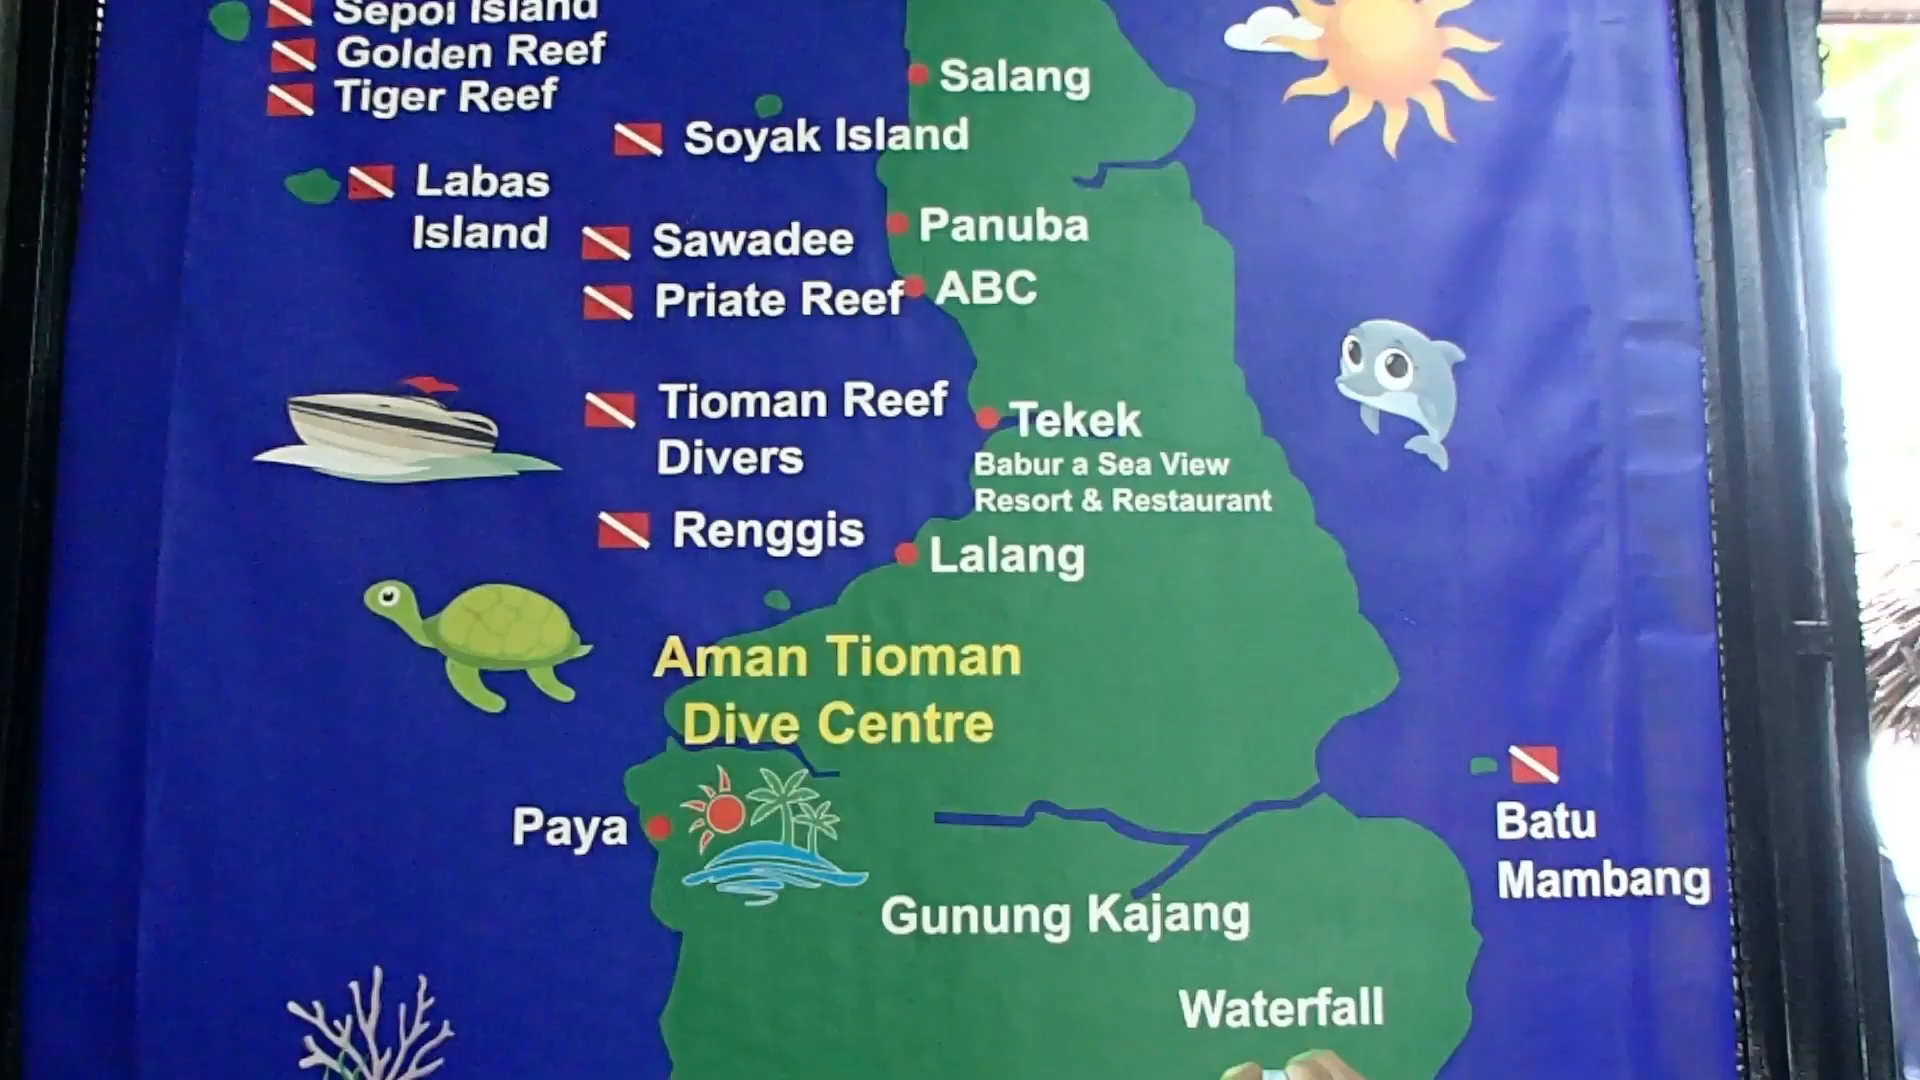 Sepoi Island
Golden Reef
Tiger Reef
Salang
Soyak Island
Labas
Island
Sawadee
Panuba
Priate Reef
ABC
Tioman Reef
Divers
Tekek
Babur a Sea View
Resort & Restaurant
Renggis
Lalang
Aman Tioman
Dive Centre
Paya
Batu
Mambang
Gunung Kajang
Waterfall